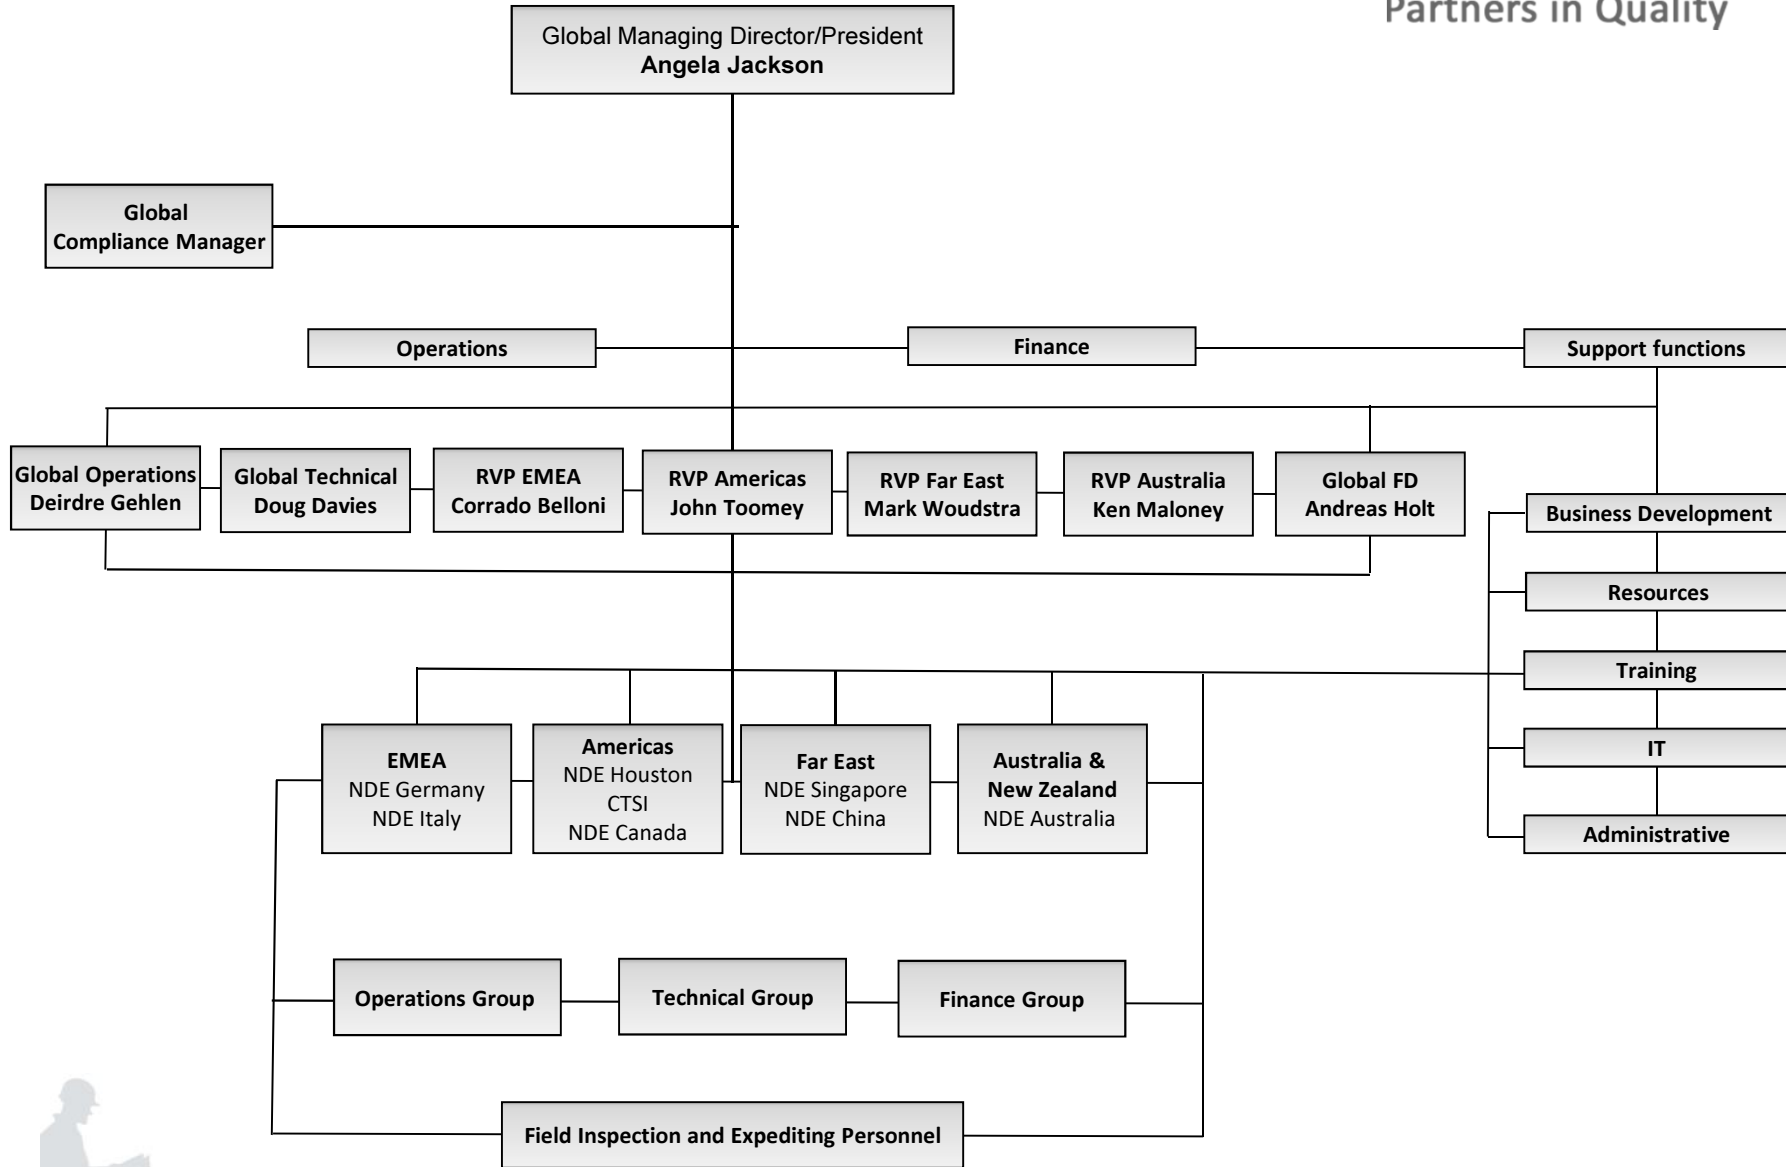 Partners in Quality
Global Managing Director/President
Angela Jackson
Global
Compliance Manager
Operations
Finance
Support functions
Global Operations
Deirdre Gehlen
Global Technical
Doug Davies
RVP EMEA
Corrado Belloni
RVP Americas
John Toomey
RVP Far East
Mark Woudstra
RVP Australia
Ken Maloney
Global FD
Andreas Holt
Business Development
Resources
Training
IT
Administrative
EMEA
NDE Germany
NDE Italy
Americas
NDE Houston
CTSI
NDE Canada
Far East
NDE Singapore
NDE China
Australia &
New Zealand
NDE Australia
Operations Group
Technical Group
Finance Group
Field Inspection and Expediting Personnel